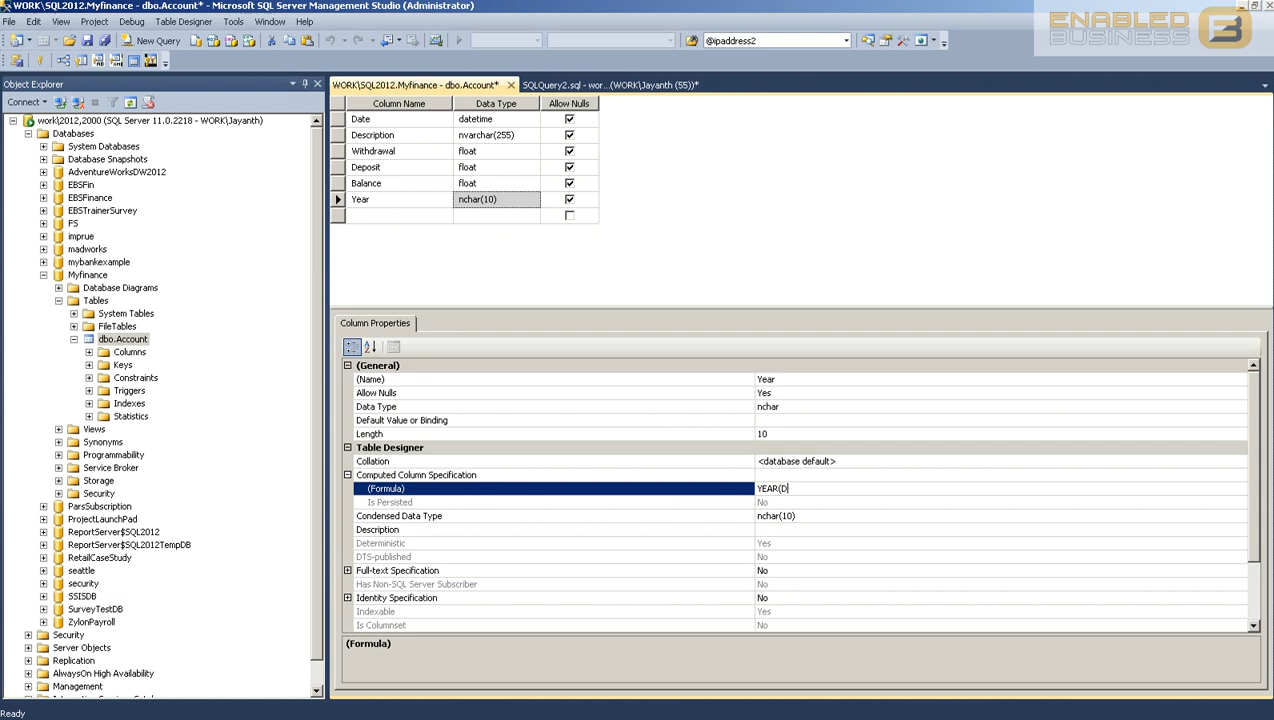 WORK\SQL2012.Myfinance - dbo.Account* - Microsoft SQL Server Management Studio (Administrator)
File Edit View Project Debug Table Designer Tools Window Help
ENABLED
BUSINESS
New Query
@ipaddress2
Object Explorer
WORK\SQL2012.Myfinance - dbo.Account*
SQLQuery2.sql - wor...(WORK\Jayanth (55))*
Connect
work\2012,2000 (SQL Server 11.0.2218 - WORK\Jayanth)
Databases
System Databases
Database Snapshots
AdventureWorksDW2012
EBSFin
EBSFinance
EBSTrainerSurvey
FS
imprue
madworks
mybankexample
Myfinance
Database Diagrams
Tables
System Tables
FileTables
dbo.Account
Columns
Keys
Constraints
Triggers
Indexes
Statistics
Views
Synonyms
Programmability
Service Broker
Storage
Security
ParsSubscription
ProjectLaunchPad
ReportServer$SQL2012
ReportServer$SQL2012TempDB
RetailCaseStudy
seattle
security
SSISDB
SurveyTestDB
ZylonPayroll
Security
Server Objects
Replication
AlwaysOn High Availability
Management
Column Name Data Type Allow Nulls
Date datetime
Description nvarchar(255)
Withdrawal float
Deposit float
Balance float
Year nchar(10)
Column Properties
(General)
(Name) Year
Allow Nulls Yes
Data Type nchar
Default Value or Binding
Length 10
Table Designer
Collation <database default>
Computed Column Specification
(Formula) YEAR(D
Is Persisted No
Condensed Data Type nchar(10)
Description
Deterministic Yes
DTS-published No
Full-text Specification No
Has Non-SQL Server Subscriber No
Identity Specification No
Indexable Yes
Is Columnset No
(Formula)
Ready